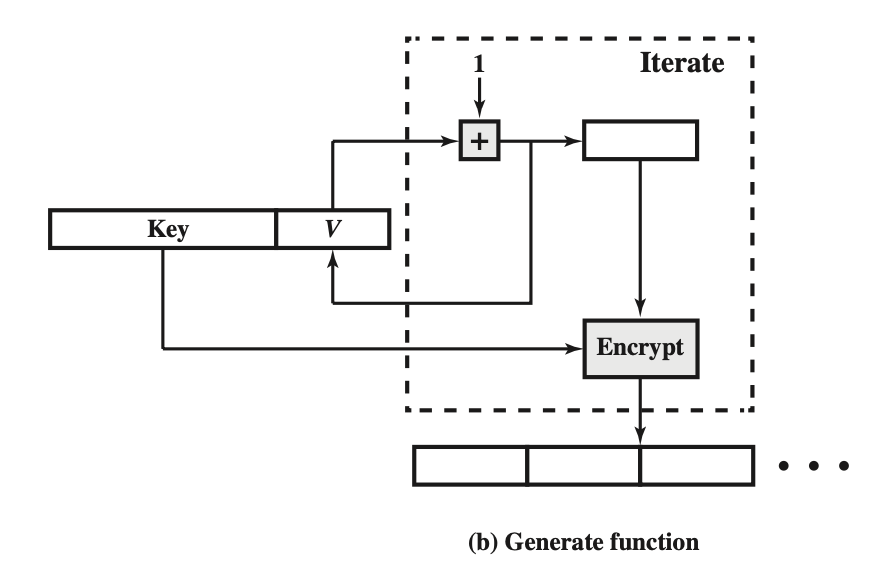 Iterate
1
+
Key
V
Encrypt
• • •
(b) Generate function